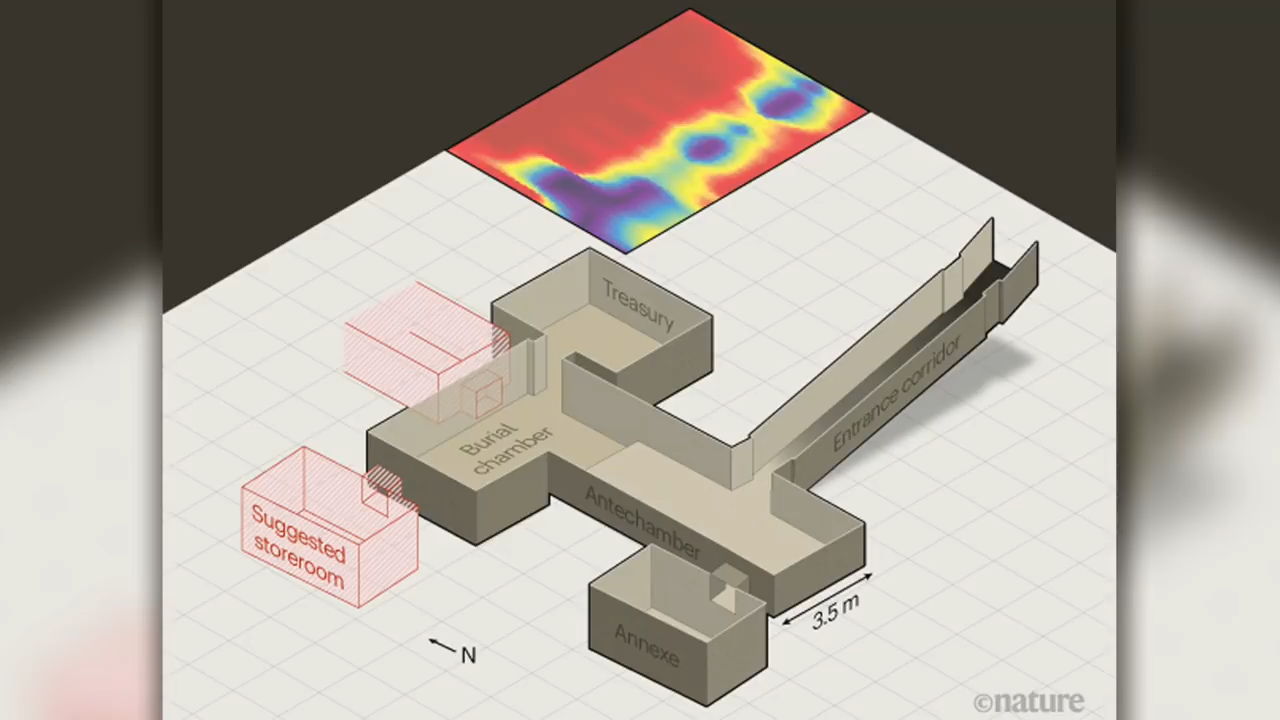 Treasury
Entrance corridor
Burial
chamber
Antechamber
Suggested
storeroom
3.5 m
Annexe
N
©nature